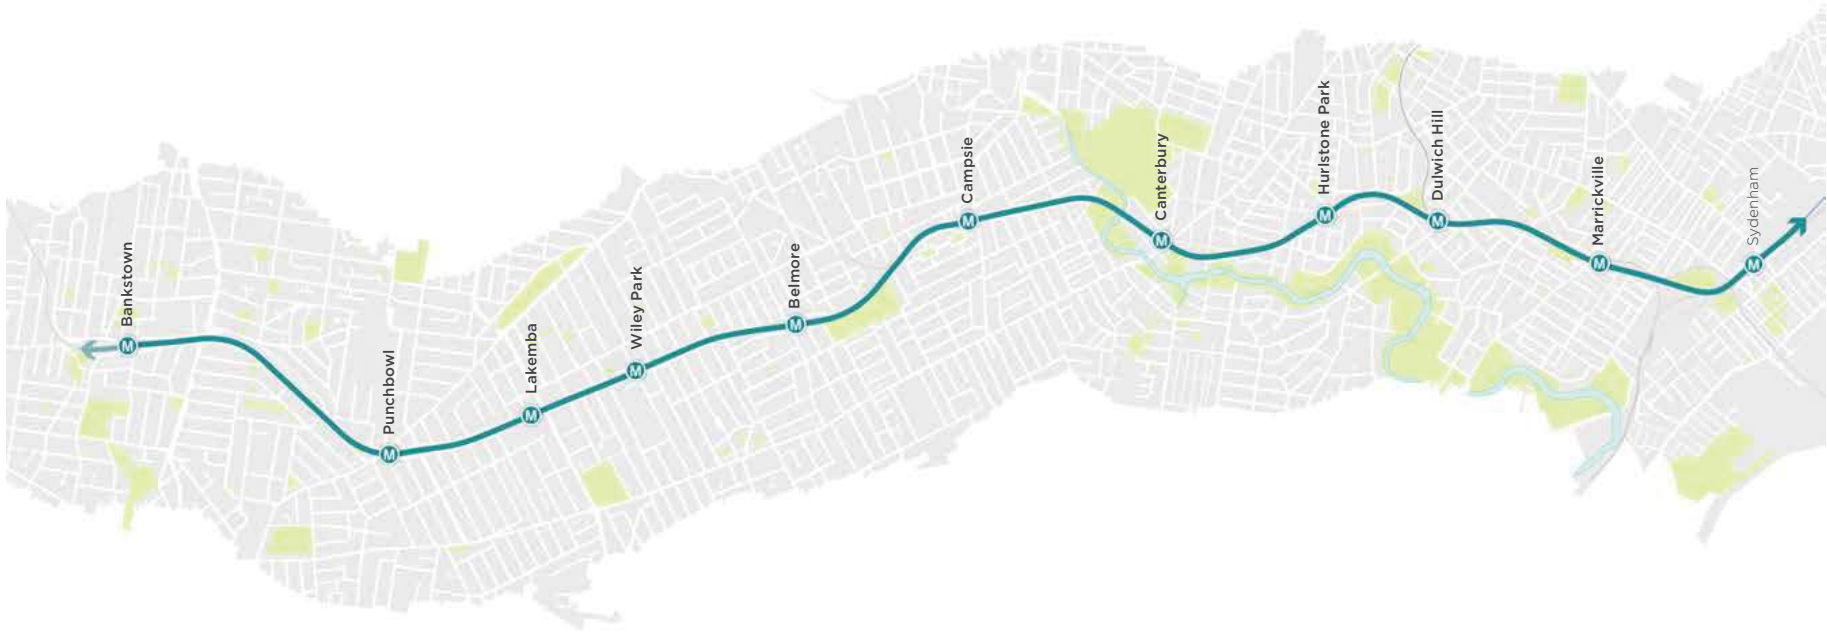 Bankstown
M
Punchbowl
M
Lakemba
M
Wiley Park
M
Belmore
M
Campsie
M
Canterbury
M
Hurlstone Park
M
Dulwich Hill
M
Marrickville
M
Sydenham
M